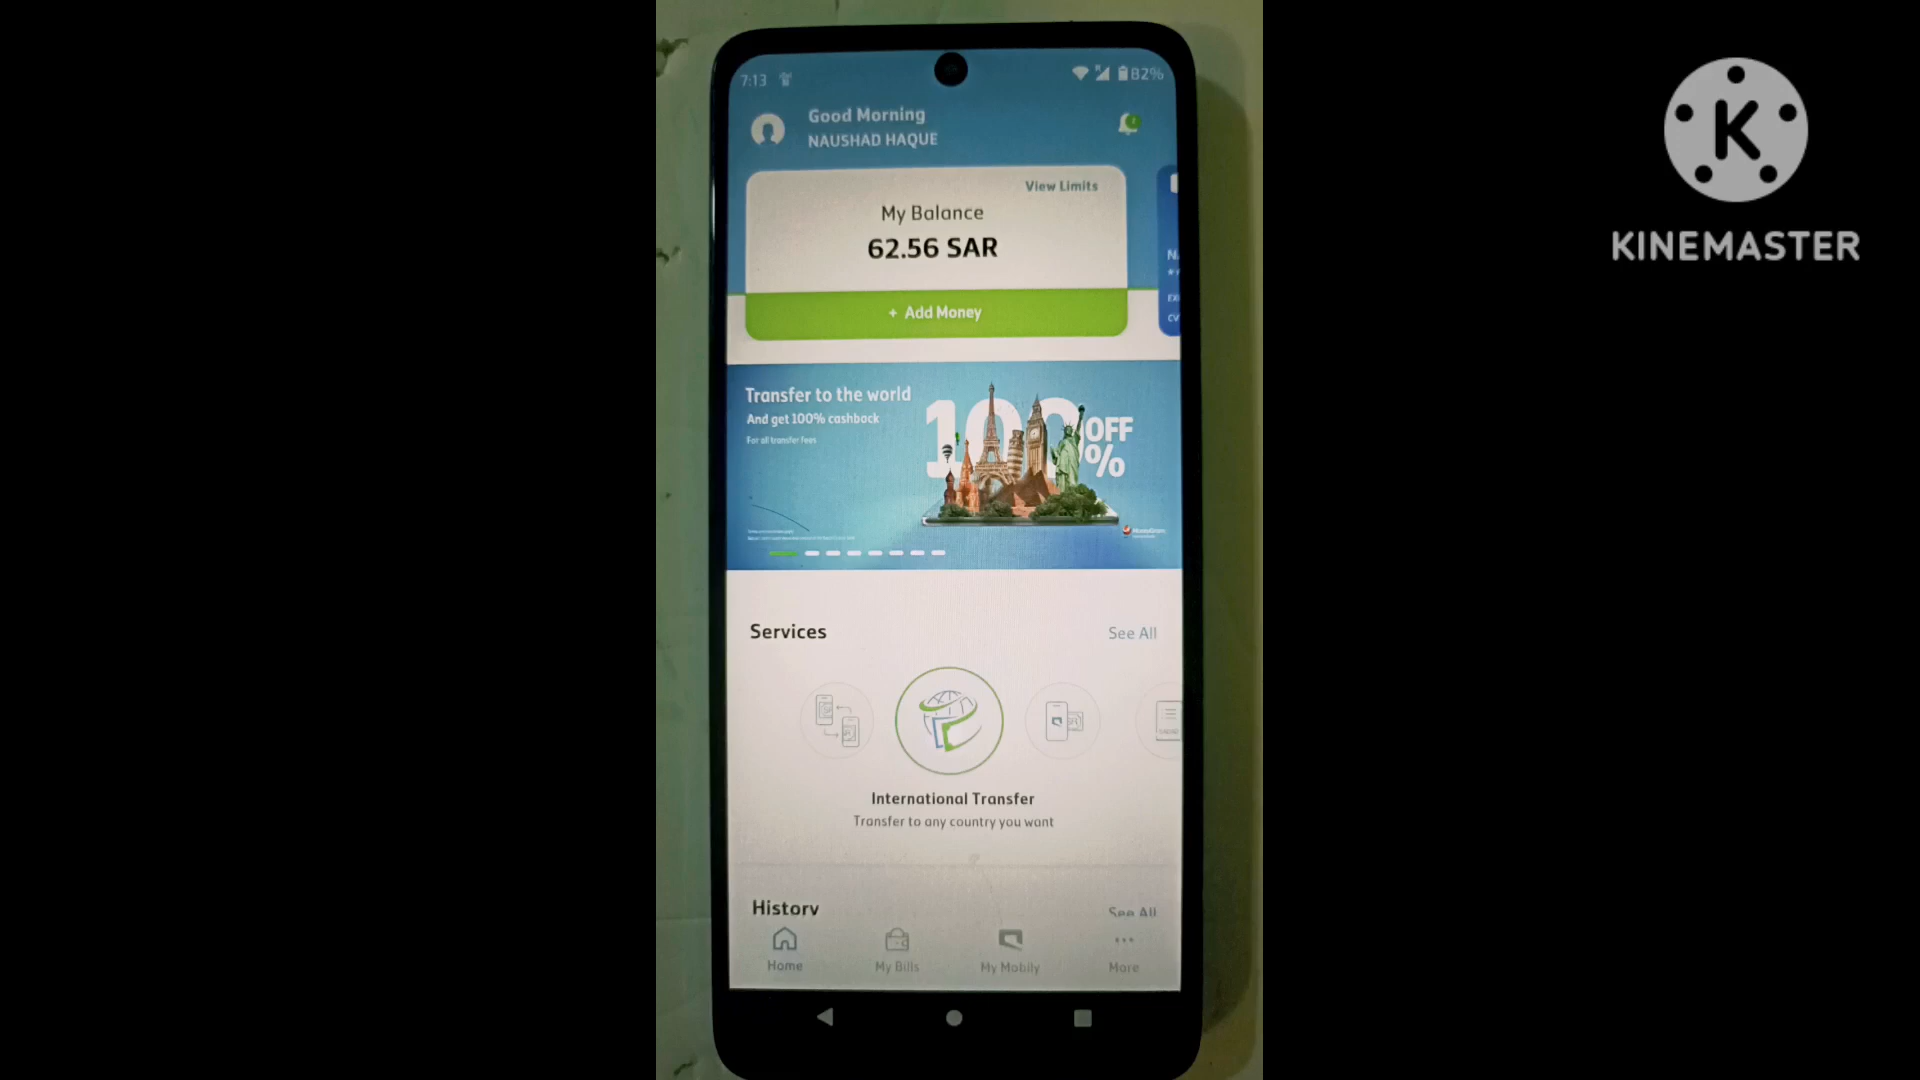 7:13
82%
Good Morning
NAUSHAD HAQUE
View Limits
My Balance
62.56 SAR
+ Add Money
Transfer to the world
And get 100% cashback
For all transfer fees
100% OFF
MoneyGram
Services
See All
International Transfer
Transfer to any country you want
History
See All
Home
My Bills
My Mobily
More
K
KINEMASTER